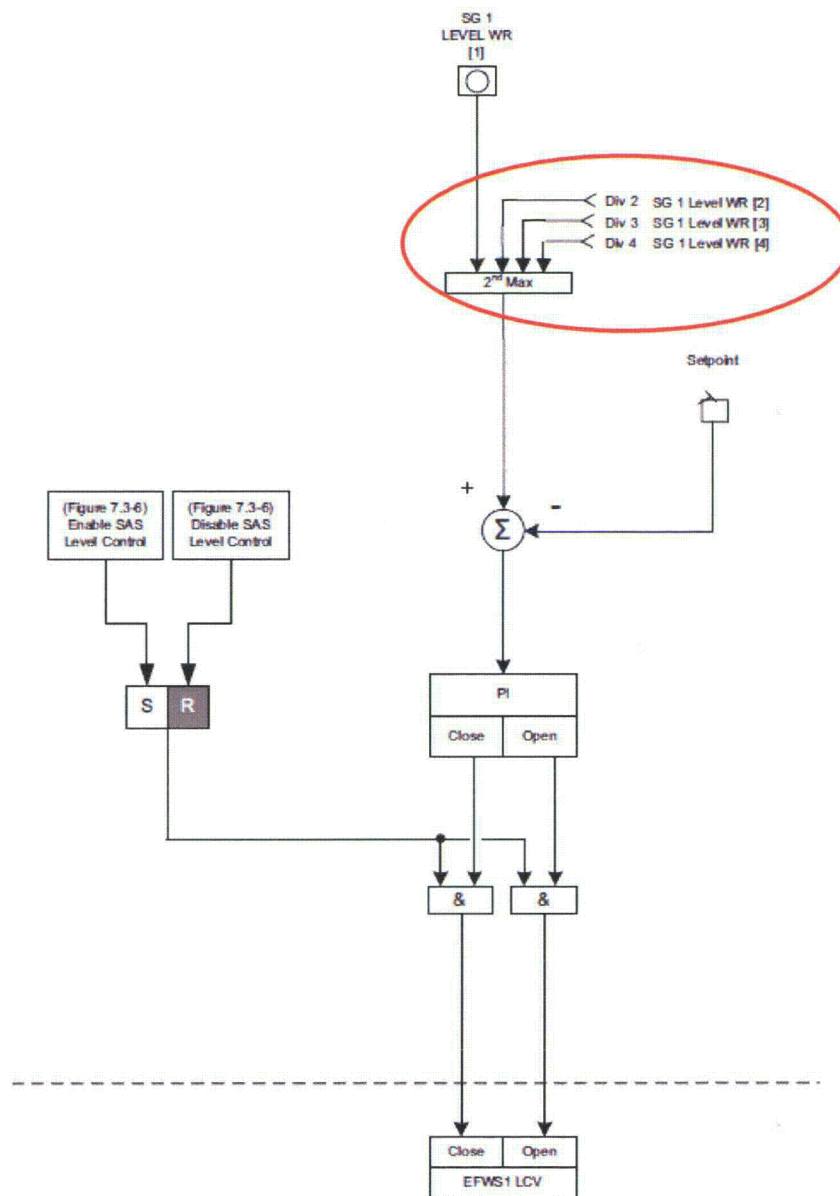 SG 1
LEVEL WR
[1]
Div 2 SG 1 Level WR [2]
Div 3 SG 1 Level WR [3]
Div 4 SG 1 Level WR [4]
2nd Max
Setpoint
+
-
Σ
(Figure 7.3-6)
Enable SAS
Level Control
(Figure 7.3-6)
Disable SAS
Level Control
S R
PI
Close Open
& &
Close Open
EFWS1 LCV